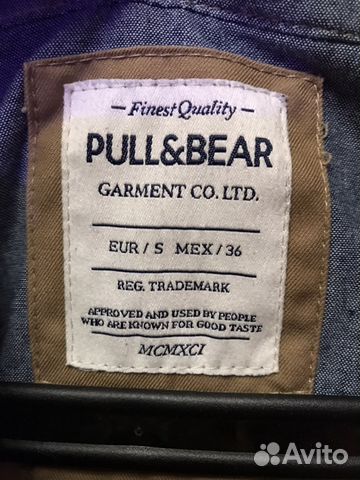 Finest Quality
PULL&BEAR
GARMENT CO. LTD.
EUR / S MEX / 36
REG. TRADEMARK
APPROVED AND USED BY PEOPLE
WHO ARE KNOWN FOR GOOD TASTE
MCMXCI
Avito